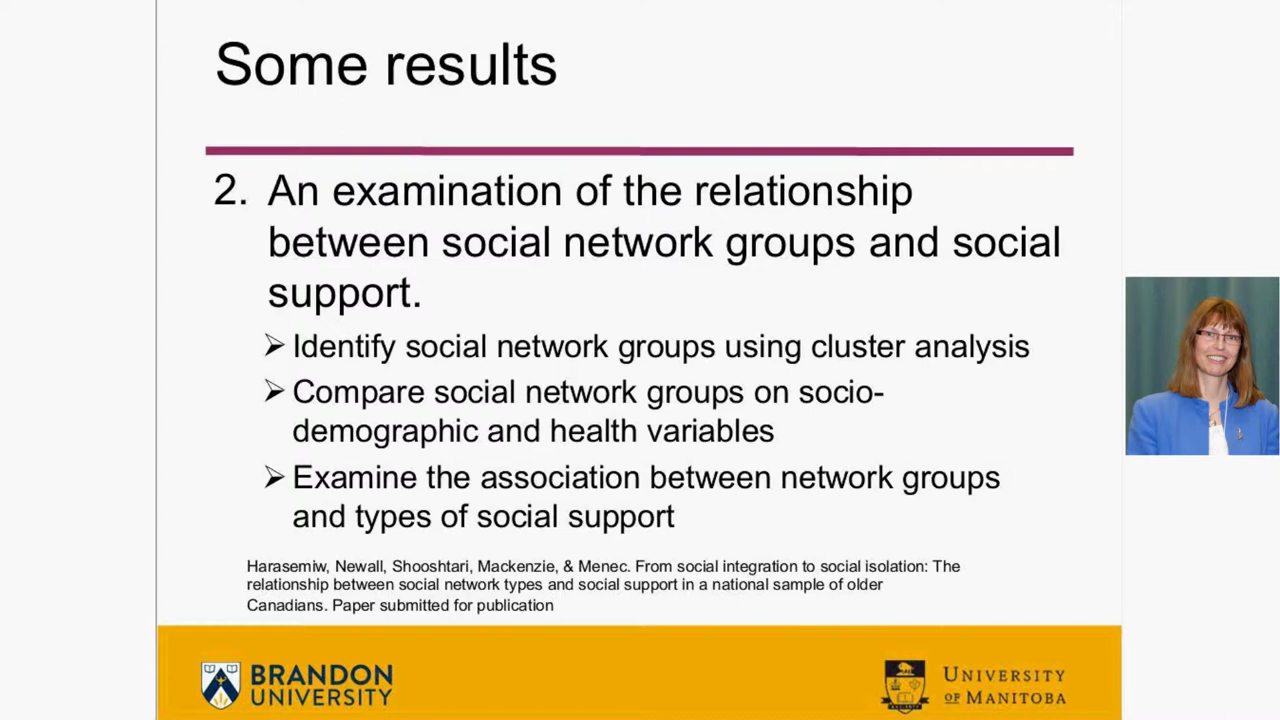 Some results
2. An examination of the relationship
between social network groups and social
support.
➢ Identify social network groups using cluster analysis
➢ Compare social network groups on socio-
demographic and health variables
➢ Examine the association between network groups
and types of social support
Harasemiw, Newall, Shooshtari, Mackenzie, & Menec. From social integration to social isolation: The
relationship between social network types and social support in a national sample of older
Canadians. Paper submitted for publication
BRANDON
UNIVERSITY
UNIVERSITY
OF MANITOBA